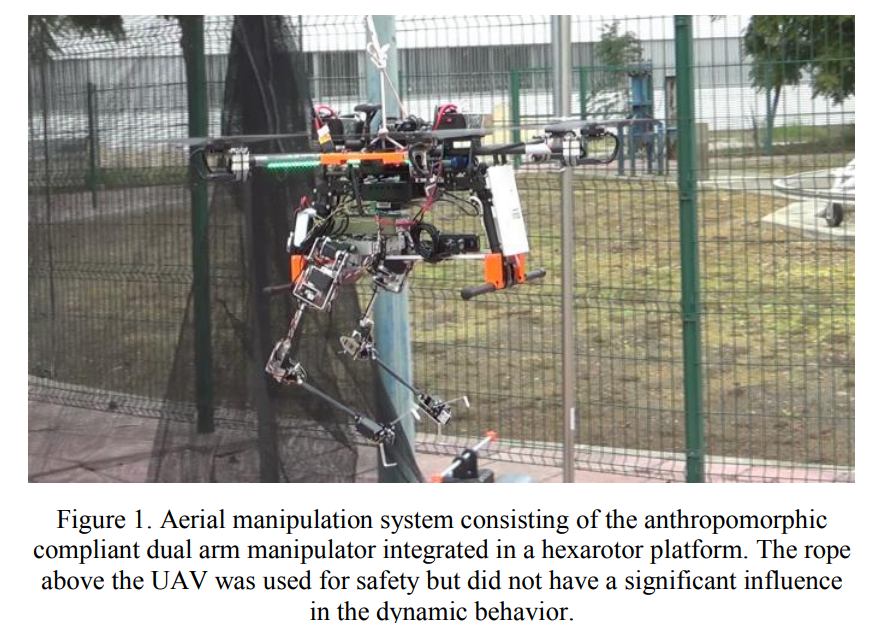 Figure 1. Aerial manipulation system consisting of the anthropomorphic
compliant dual arm manipulator integrated in a hexarotor platform. The rope
above the UAV was used for safety but did not have a significant influence
in the dynamic behavior.